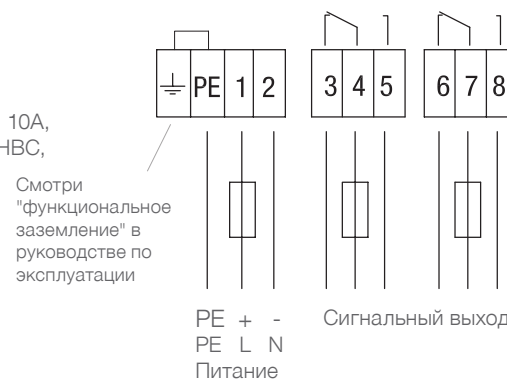 PE 1 2 3 4 5 6 7 8
10A,
HBC,
Смотри
"функциональное
заземление" в
руководстве по
эксплуатации
PE + -
PE L N
Питание
Сигнальный выход